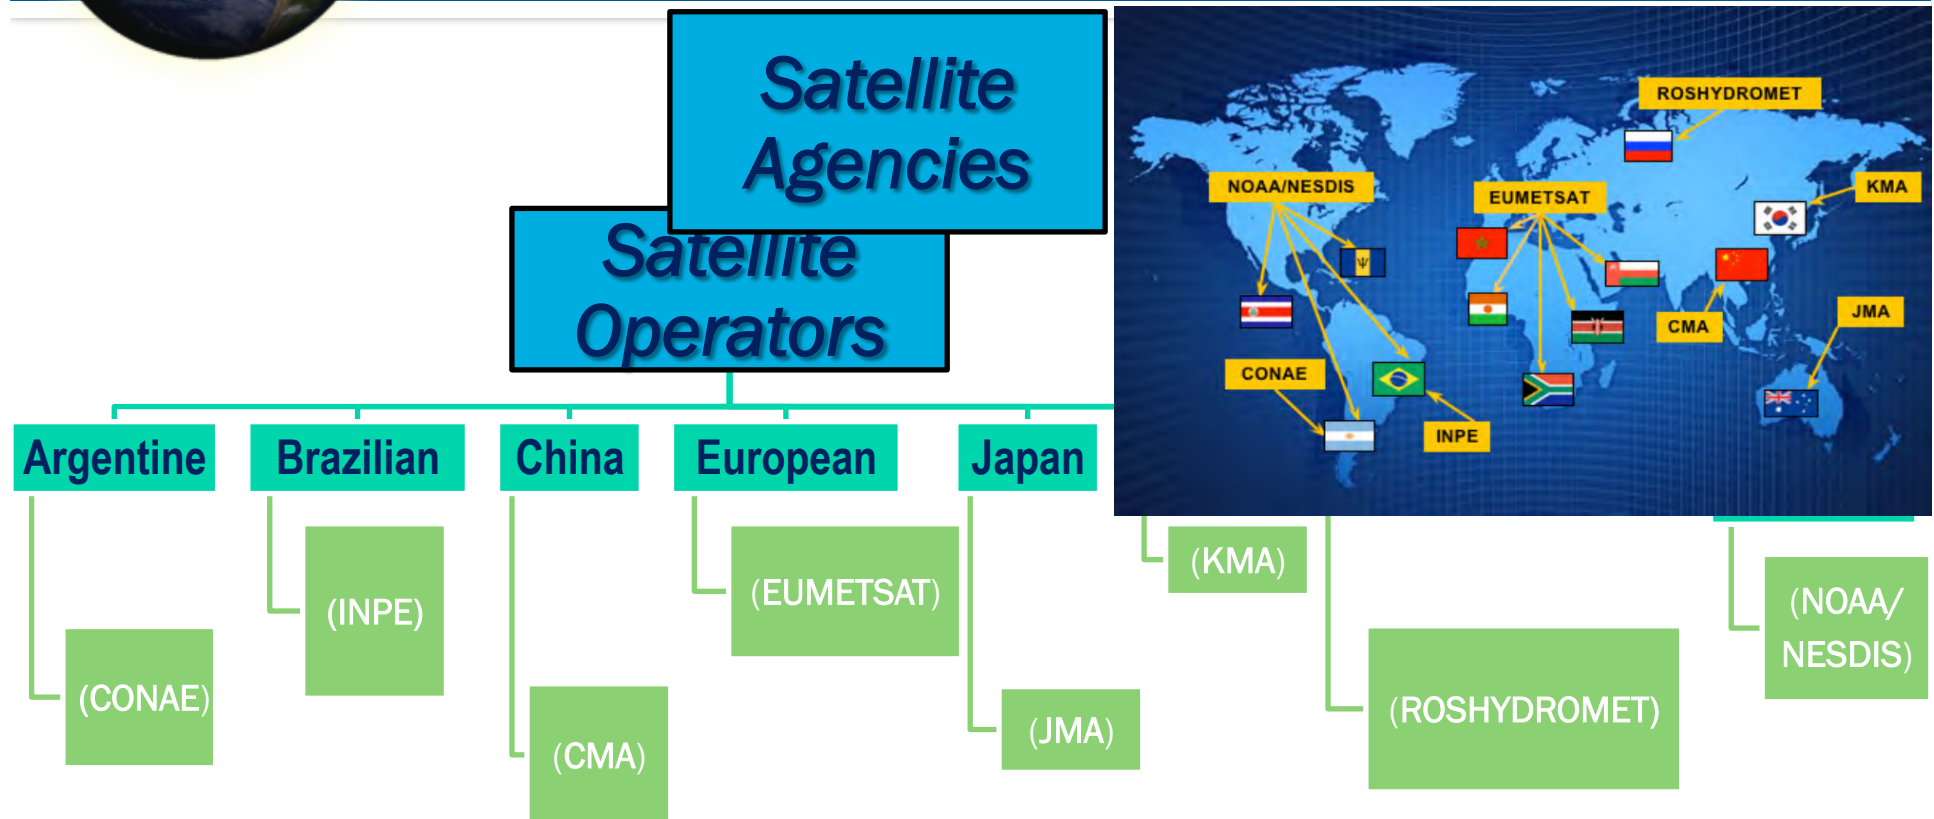 Satellite
Agencies
Satellite
Operators
ROSHYDROMET
NOAA/NESDIS
EUMETSAT
KMA
CMA
JMA
CONAE
INPE
Argentine
Brazilian
China
European
Japan
(CONAE)
(INPE)
(CMA)
(EUMETSAT)
(JMA)
(KMA)
(ROSHYDROMET)
(NOAA/
NESDIS)